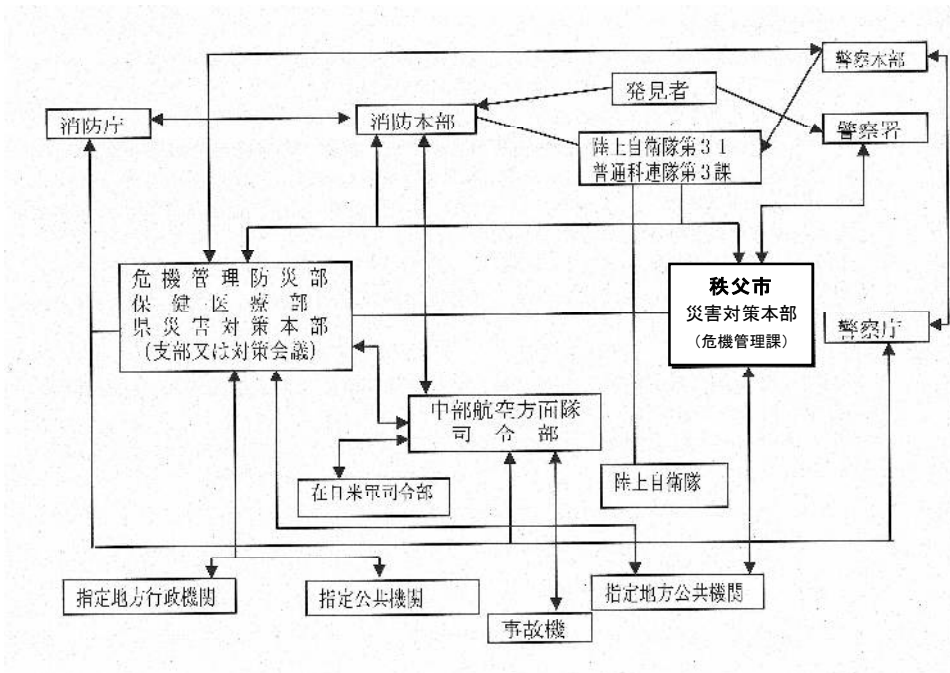 警察本部
発見者
消防庁
消防本部
警察署
陸上自衛隊第31
普通科連隊第3課
危機管理防災部
保健医療部
県災害対策本部
(支部又は対策会議)
秩父市
災害対策本部
(危機管理課)
警察庁
中部航空方面隊
司令部
在日米軍司令部
陸上自衛隊
指定地方行政機関
指定公共機関
指定地方公共機関
事故機